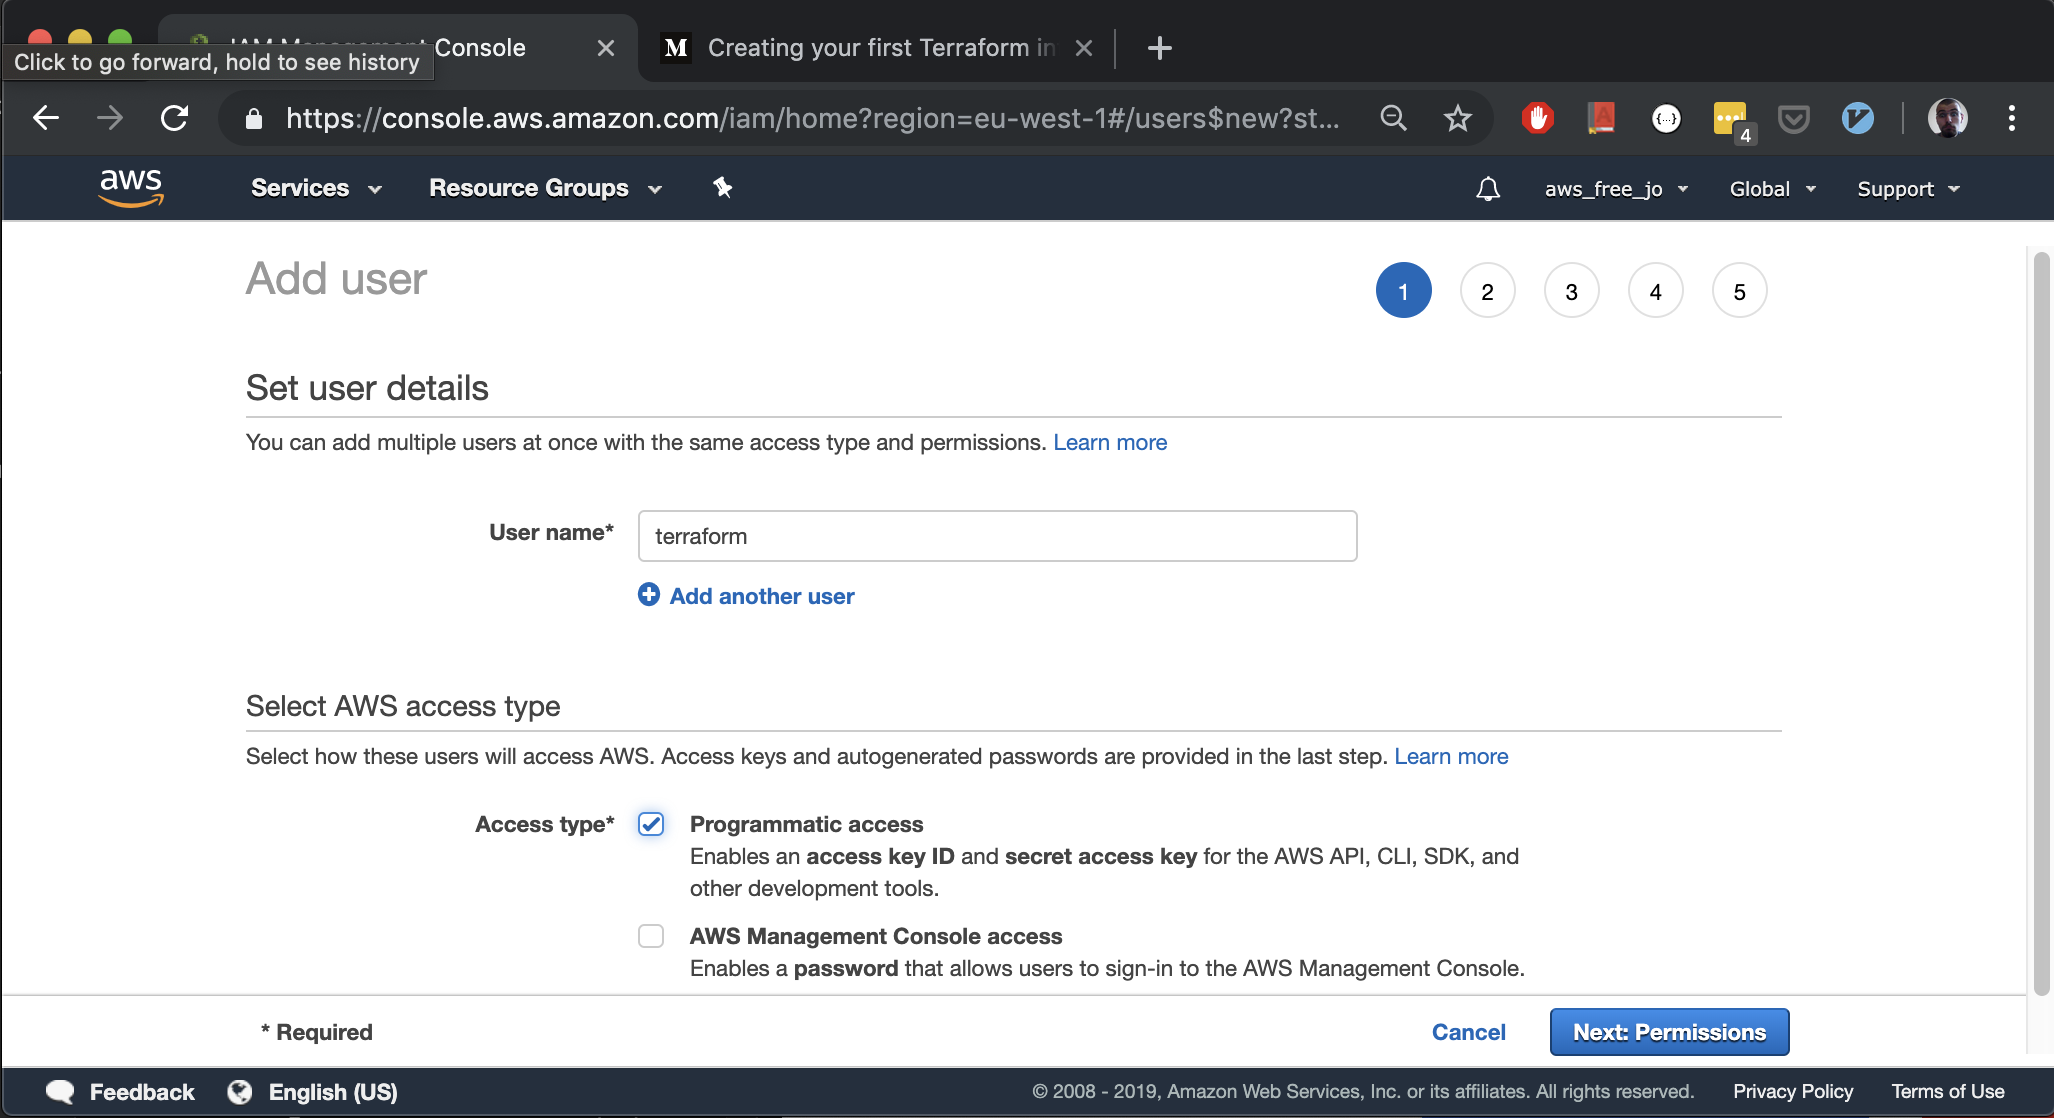 Console
Creating your first Terraform in
Click to go forward, hold to see history
https://console.aws.amazon.com/iam/home?region=eu-west-1#/users$new?st...
4
aws
Services
Resource Groups
aws_free_jo
Global
Support
Add user
1 2 3 4 5
Set user details
You can add multiple users at once with the same access type and permissions. Learn more
User name*
terraform
Add another user
Select AWS access type
Select how these users will access AWS. Access keys and autogenerated passwords are provided in the last step. Learn more
Access type*
Programmatic access
Enables an access key ID and secret access key for the AWS API, CLI, SDK, and
other development tools.
AWS Management Console access
Enables a password that allows users to sign-in to the AWS Management Console.
* Required
Cancel
Next: Permissions
Feedback
English (US)
© 2008 - 2019, Amazon Web Services, Inc. or its affiliates. All rights reserved.
Privacy Policy
Terms of Use